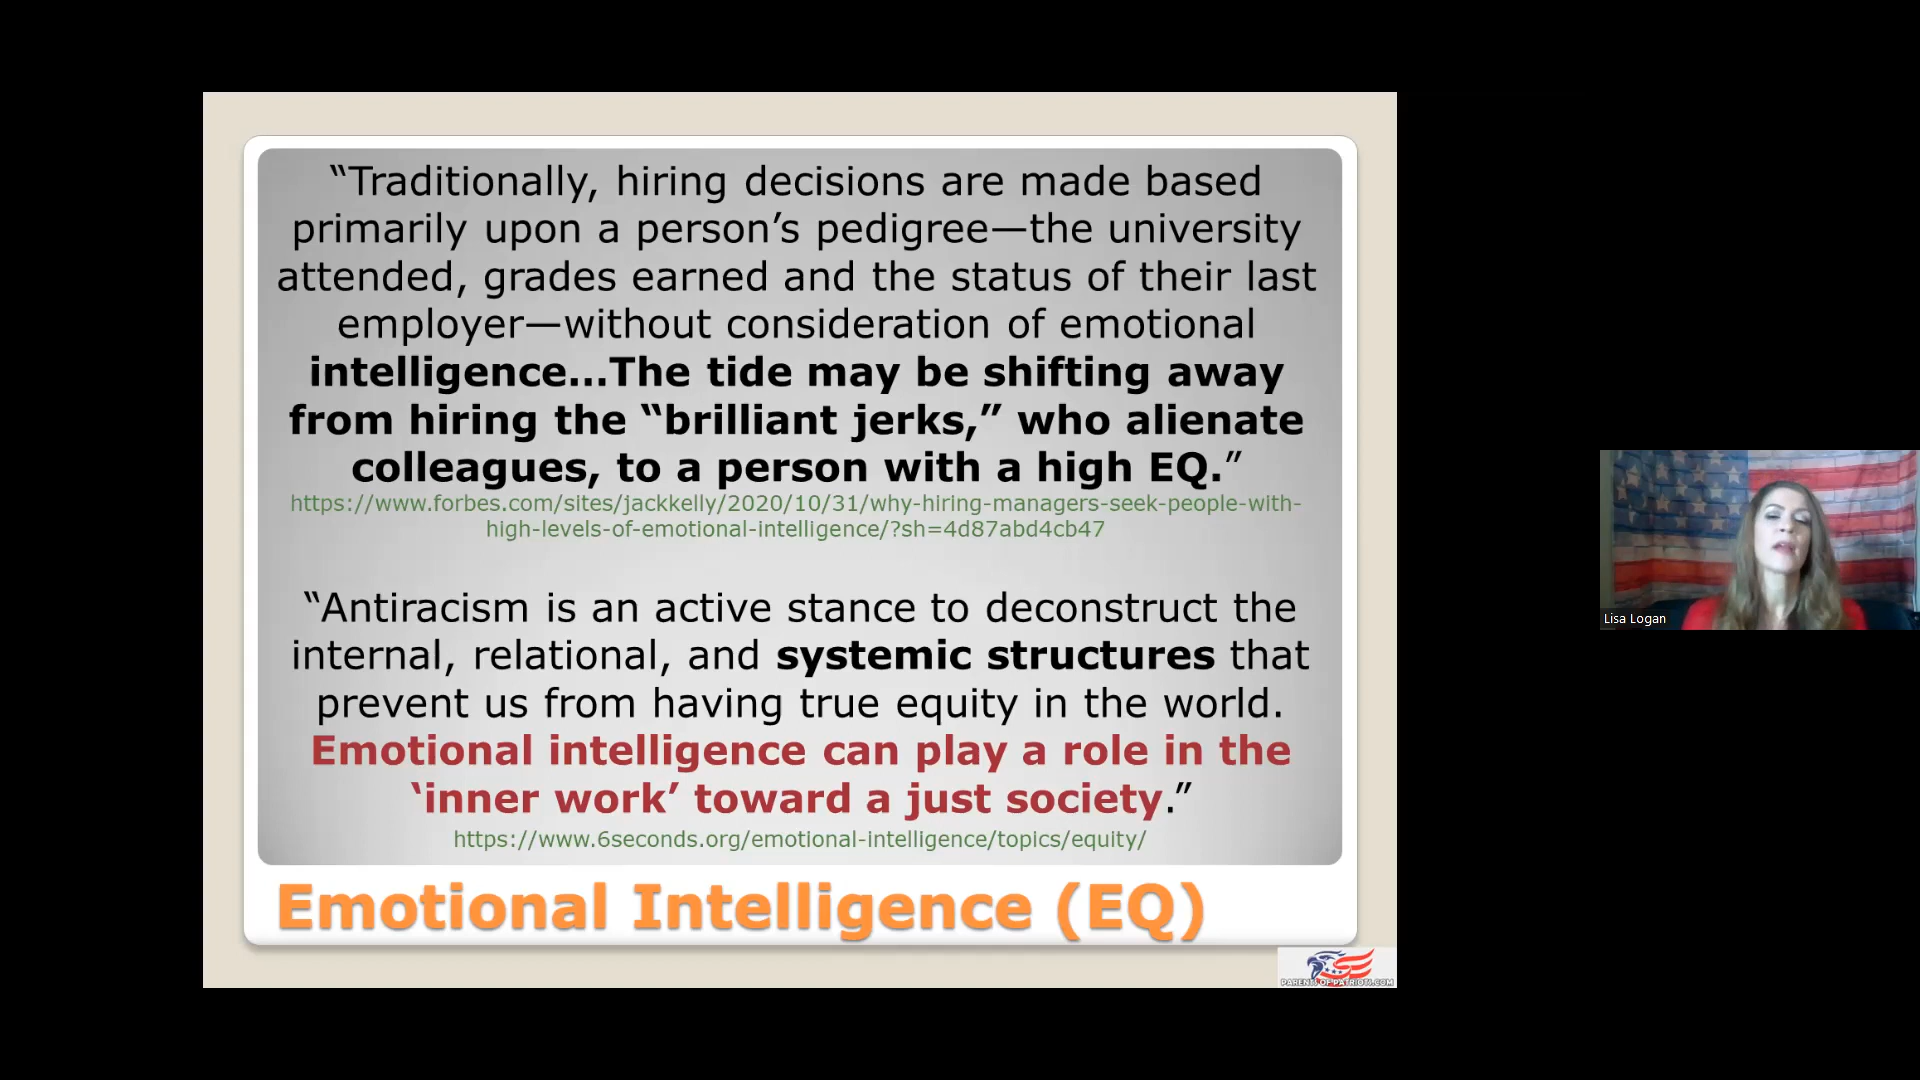 “Traditionally, hiring decisions are made based
primarily upon a person’s pedigree—the university
attended, grades earned and the status of their last
employer—without consideration of emotional
intelligence…The tide may be shifting away
from hiring the “brilliant jerks,” who alienate
colleagues, to a person with a high EQ.”
https://www.forbes.com/sites/jackkelly/2020/10/31/why-hiring-managers-seek-people-with-
high-levels-of-emotional-intelligence/?sh=4d87abd4cb47
“Antiracism is an active stance to deconstruct the
internal, relational, and systemic structures that
prevent us from having true equity in the world.
Emotional intelligence can play a role in the
‘inner work’ toward a just society.”
https://www.6seconds.org/emotional-intelligence/topics/equity/
Emotional Intelligence (EQ)
Lisa Logan